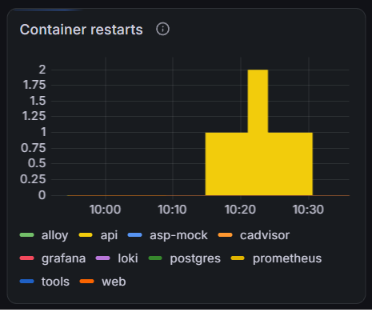 Container restarts
2
1.75
1.5
1.25
1
0.75
0.5
0.25
0
10:00 10:10 10:20 10:30
alloy api asp-mock cadvisor
grafana loki postgres prometheus
tools web